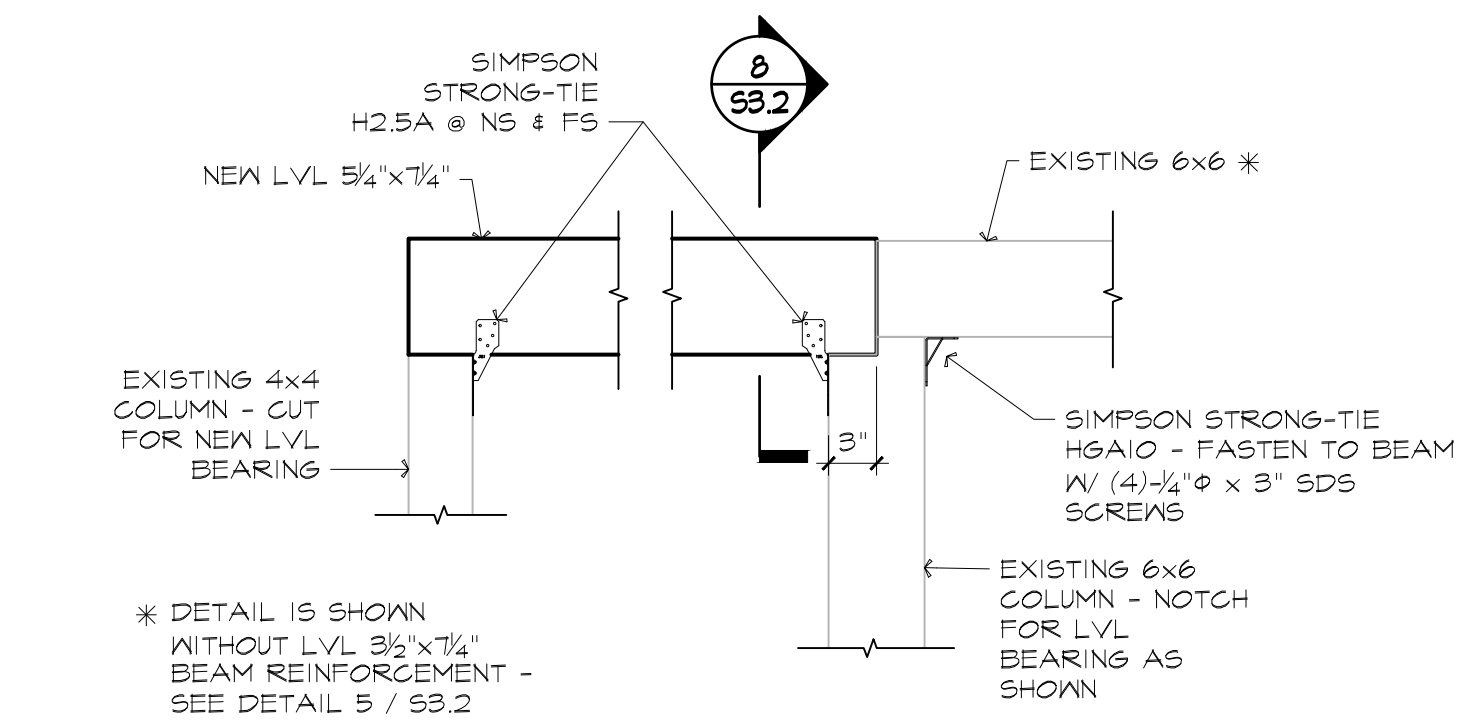 SIMPSON
STRONG-TIE
H2.5A @ NS & FS
8
S3.2
NEW LVL 5¼"x7¼"
EXISTING 6x6 *
EXISTING 4x4
COLUMN - CUT
FOR NEW LVL
BEARING
3"
SIMPSON STRONG-TIE
HGA10 - FASTEN TO BEAM
W/ (4)-¼"Φ x 3" SDS
SCREWS
EXISTING 6x6
COLUMN - NOTCH
FOR LVL
BEARING AS
SHOWN
* DETAIL IS SHOWN
WITHOUT LVL 3½"x7¼"
BEAM REINFORCEMENT -
SEE DETAIL 5 / S3.2